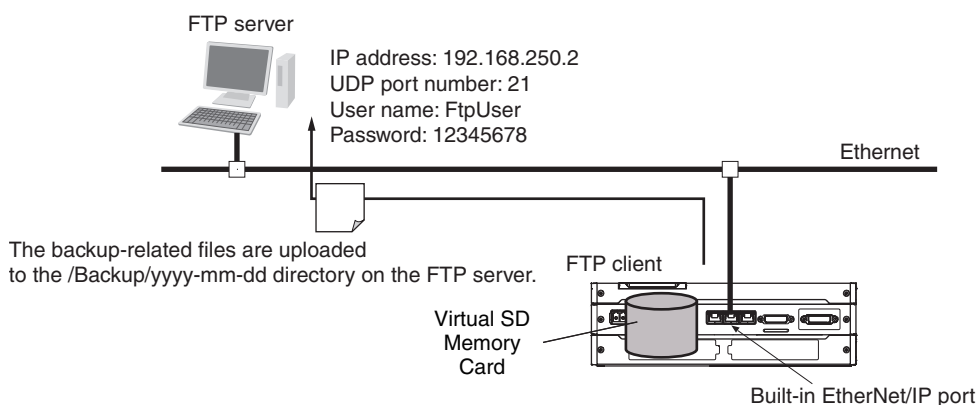 FTP server
IP address: 192.168.250.2
UDP port number: 21
User name: FtpUser
Password: 12345678
Ethernet
The backup-related files are uploaded
to the /Backup/yyyy-mm-dd directory on the FTP server.
FTP client
Virtual SD
Memory
Card
Built-in EtherNet/IP port